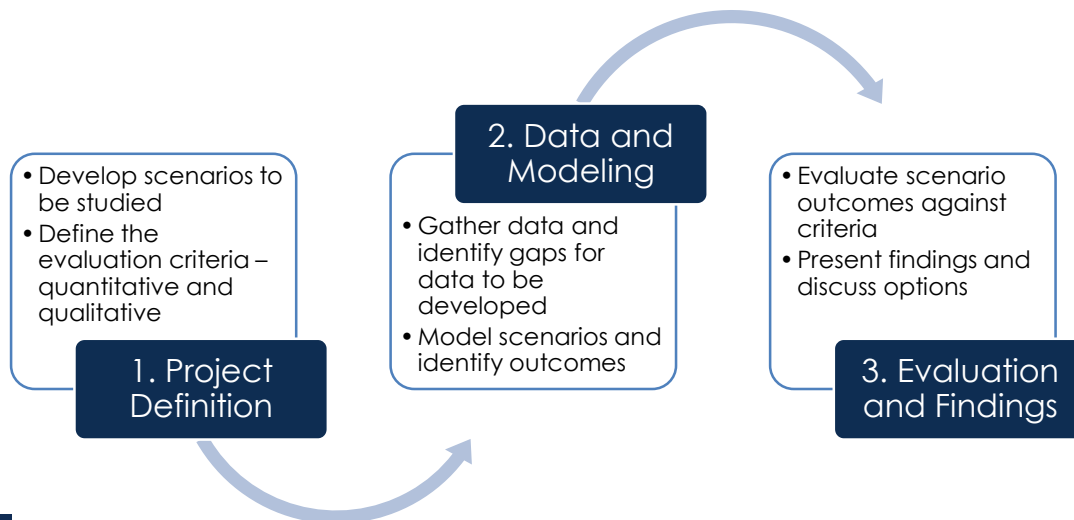 • Develop scenarios to
be studied
• Define the
evaluation criteria –
quantitative and
qualitative
1. Project
Definition
2. Data and
Modeling
• Gather data and
identify gaps for
data to be
developed
• Model scenarios and
identify outcomes
• Evaluate scenario
outcomes against
criteria
• Present findings and
discuss options
3. Evaluation
and Findings